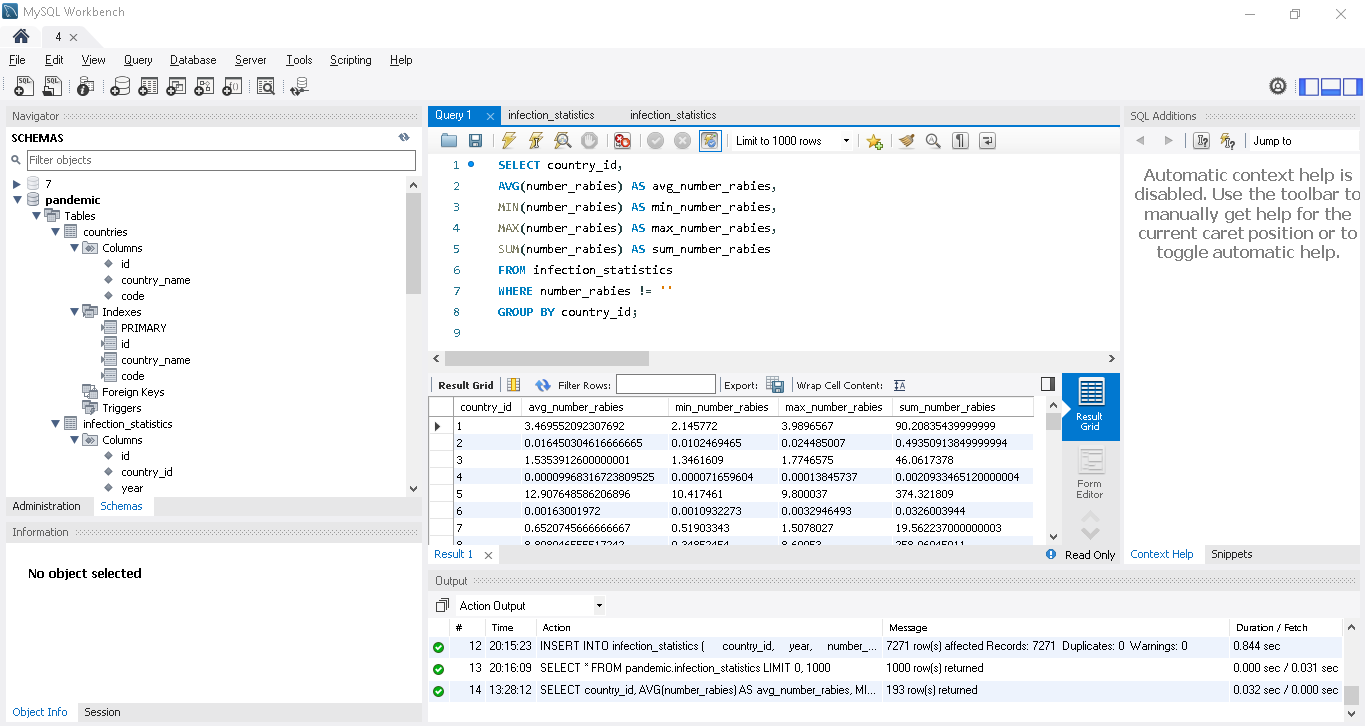 MySQL Workbench
4
File Edit View Query Database Server Tools Scripting Help
Navigator
SCHEMAS
Filter objects
7
pandemic
Tables
countries
Columns
id
country_name
code
Indexes
PRIMARY
id
country_name
code
Foreign Keys
Triggers
infection_statistics
Columns
id
country_id
year
Administration Schemas
Information
No object selected
Object Info Session
Query 1 infection_statistics infection_statistics
Limit to 1000 rows
1 SELECT country_id,
2 AVG(number_rabies) AS avg_number_rabies,
3 MIN(number_rabies) AS min_number_rabies,
4 MAX(number_rabies) AS max_number_rabies,
5 SUM(number_rabies) AS sum_number_rabies
6 FROM infection_statistics
7 WHERE number_rabies != ''
8 GROUP BY country_id;
9
Result Grid Filter Rows: Export: Wrap Cell Content:
country_id avg_number_rabies min_number_rabies max_number_rabies sum_number_rabies
1 3.469552092307692 2.145772 3.9896567 90.20835439999999
2 0.016450304616666665 0.0102469465 0.024485007 0.49350913849999994
3 1.5353912600000001 1.3461609 1.7746575 46.0617378
4 0.00009968316723809525 0.000071659604 0.00013845737 0.0020933465120000004
5 12.907648586206896 10.417461 9.800037 374.321809
6 0.00163001972 0.0010932273 0.0032946493 0.0326003944
7 0.6520745666666667 0.51903343 1.5078027 19.562237000000003
Result 1
Read Only
Result
Grid
Form
Editor
SQL Additions
Jump to
Automatic context help is
disabled. Use the toolbar to
manually get help for the
current caret position or to
toggle automatic help.
Context Help Snippets
Output
Action Output
# Time Action Message Duration / Fetch
12 20:15:23 INSERT INTO infection_statistics ( country_id, year, number_... 7271 row(s) affected Records: 7271 Duplicates: 0 Warnings: 0 0.844 sec
13 20:16:09 SELECT * FROM pandemic.infection_statistics LIMIT 0, 1000 1000 row(s) returned 0.000 sec / 0.031 sec
14 13:28:12 SELECT country_id, AVG(number_rabies) AS avg_number_rabies, MI... 193 row(s) returned 0.032 sec / 0.000 sec